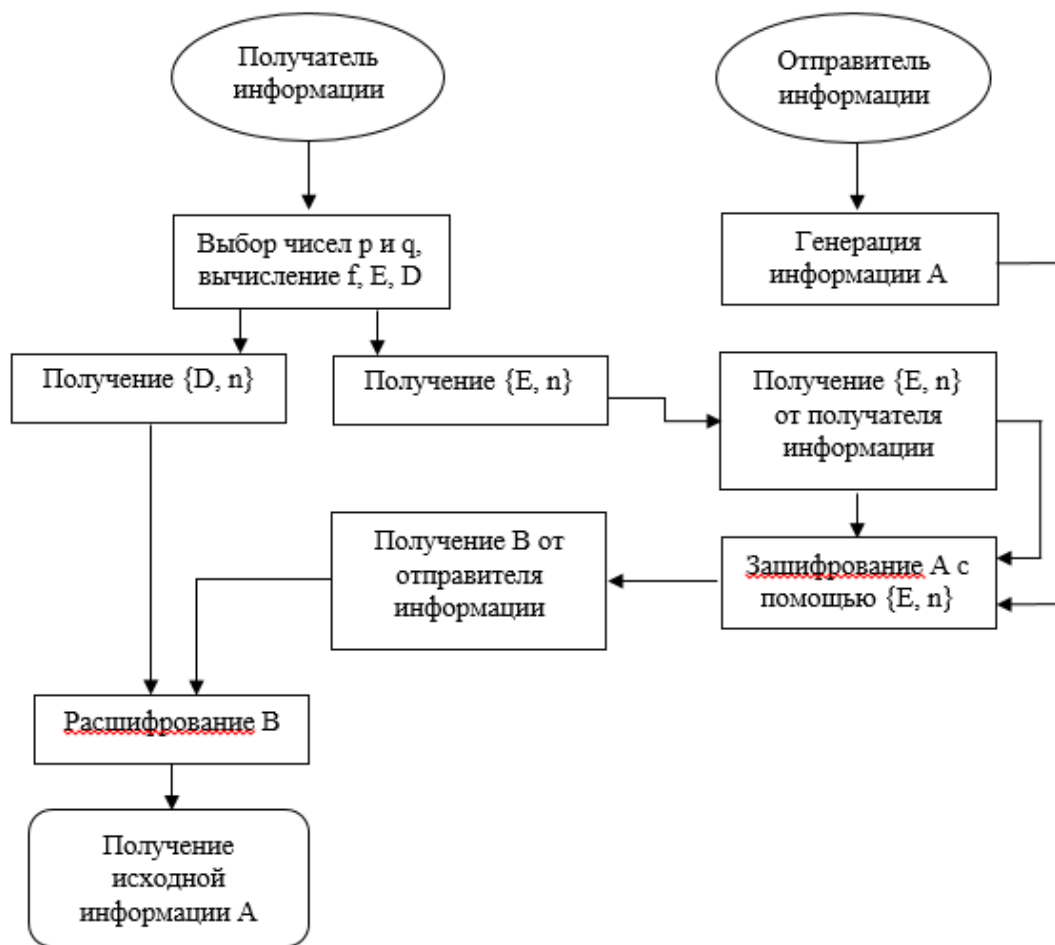 Получатель
информации
Отправитель
информации
Выбор чисел p и q,
вычисление f, E, D
Генерация
информации А
Получение {D, n}
Получение {E, n}
Получение {E, n}
от получателя
информации
Получение В от
отправителя
информации
Зашифрование А с
помощью {E, n}
Расшифрование В
Получение
исходной
информации А